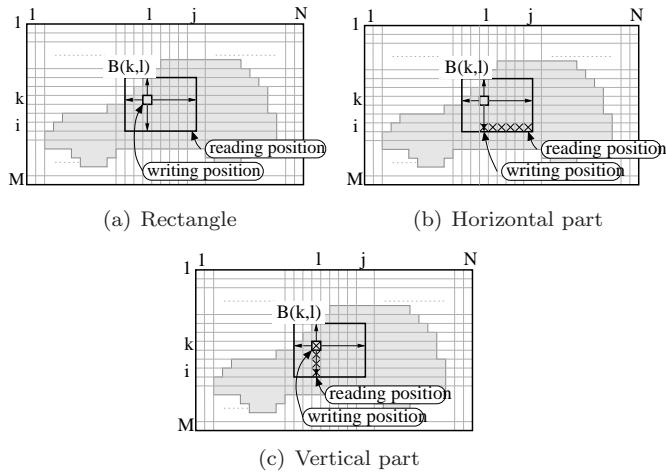 1 l j N
1
B(k,l)
k
i
reading position
writing position
M
(a) Rectangle
1 l j N
1
B(k,l)
k
i
reading position
writing position
M
(b) Horizontal part
1 l j N
1
B(k,l)
k
i
reading position
writing position
M
(c) Vertical part